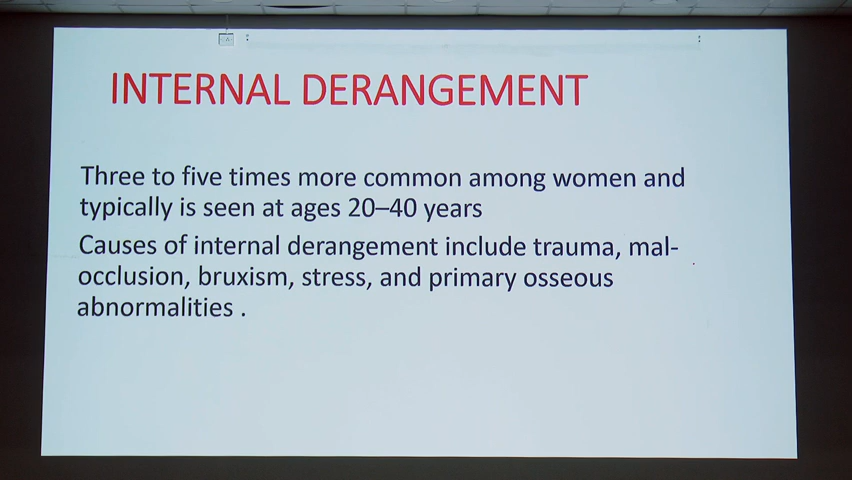 INTERNAL DERANGEMENT
Three to five times more common among women and
typically is seen at ages 20–40 years
Causes of internal derangement include trauma, mal-
occlusion, bruxism, stress, and primary osseous
abnormalities .